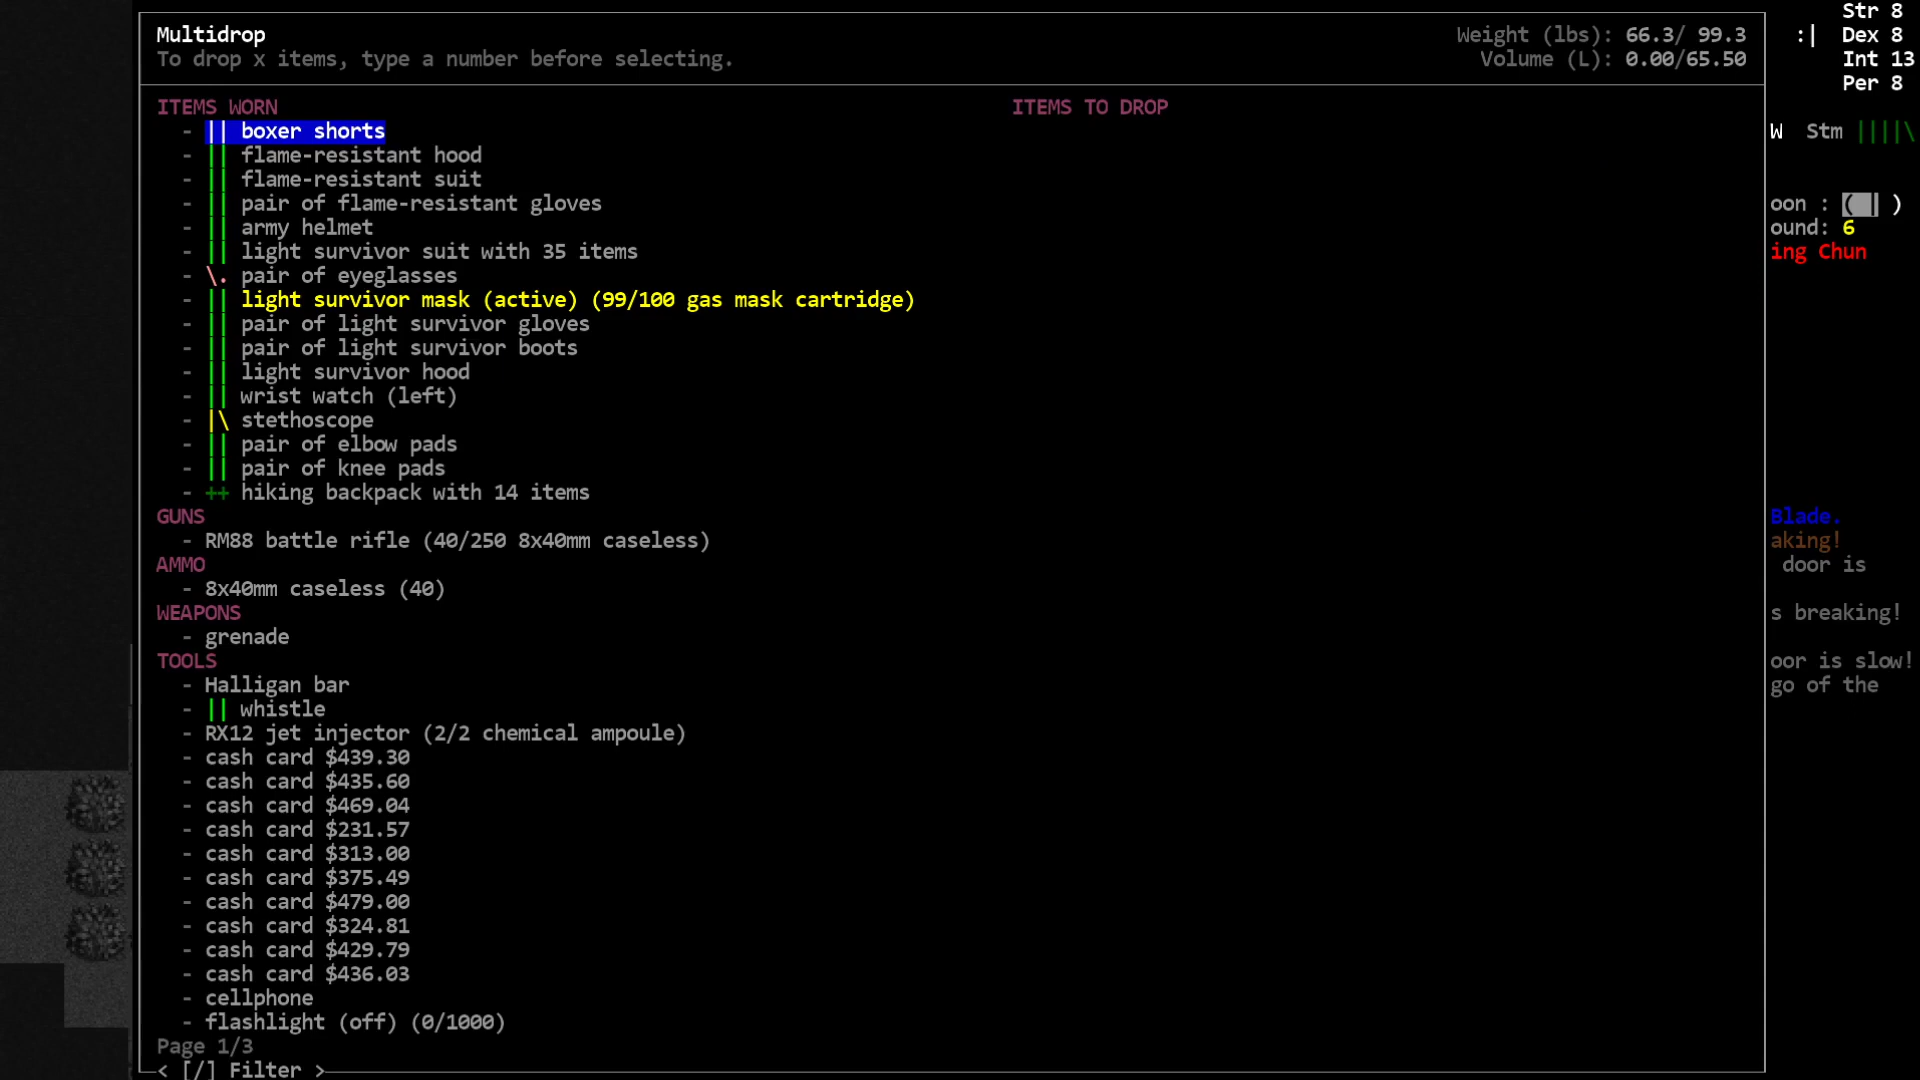 Multidrop
To drop x items, type a number before selecting.
Weight (lbs): 66.3/ 99.3
Volume (L): 0.00/65.50
ITEMS WORN
- || boxer shorts
- || flame-resistant hood
- || flame-resistant suit
- || pair of flame-resistant gloves
- || army helmet
- || light survivor suit with 35 items
- \. pair of eyeglasses
- || light survivor mask (active) (99/100 gas mask cartridge)
- || pair of light survivor gloves
- || pair of light survivor boots
- || light survivor hood
- || wrist watch (left)
- |\ stethoscope
- || pair of elbow pads
- || pair of knee pads
- ++ hiking backpack with 14 items
GUNS
- RM88 battle rifle (40/250 8x40mm caseless)
AMMO
- 8x40mm caseless (40)
WEAPONS
- grenade
TOOLS
- Halligan bar
- || whistle
- RX12 jet injector (2/2 chemical ampoule)
- cash card $439.30
- cash card $435.60
- cash card $469.04
- cash card $231.57
- cash card $313.00
- cash card $375.49
- cash card $479.00
- cash card $324.81
- cash card $429.79
- cash card $436.03
- cellphone
- flashlight (off) (0/1000)
Page 1/3
< [/] Filter >
ITEMS TO DROP
Str 8
:| Dex 8
Int 13
Per 8
W Stm ||||\
oon : (  | )
ound: 6
ing Chun
Blade.
aking!
door is
s breaking!
oor is slow!
go of the